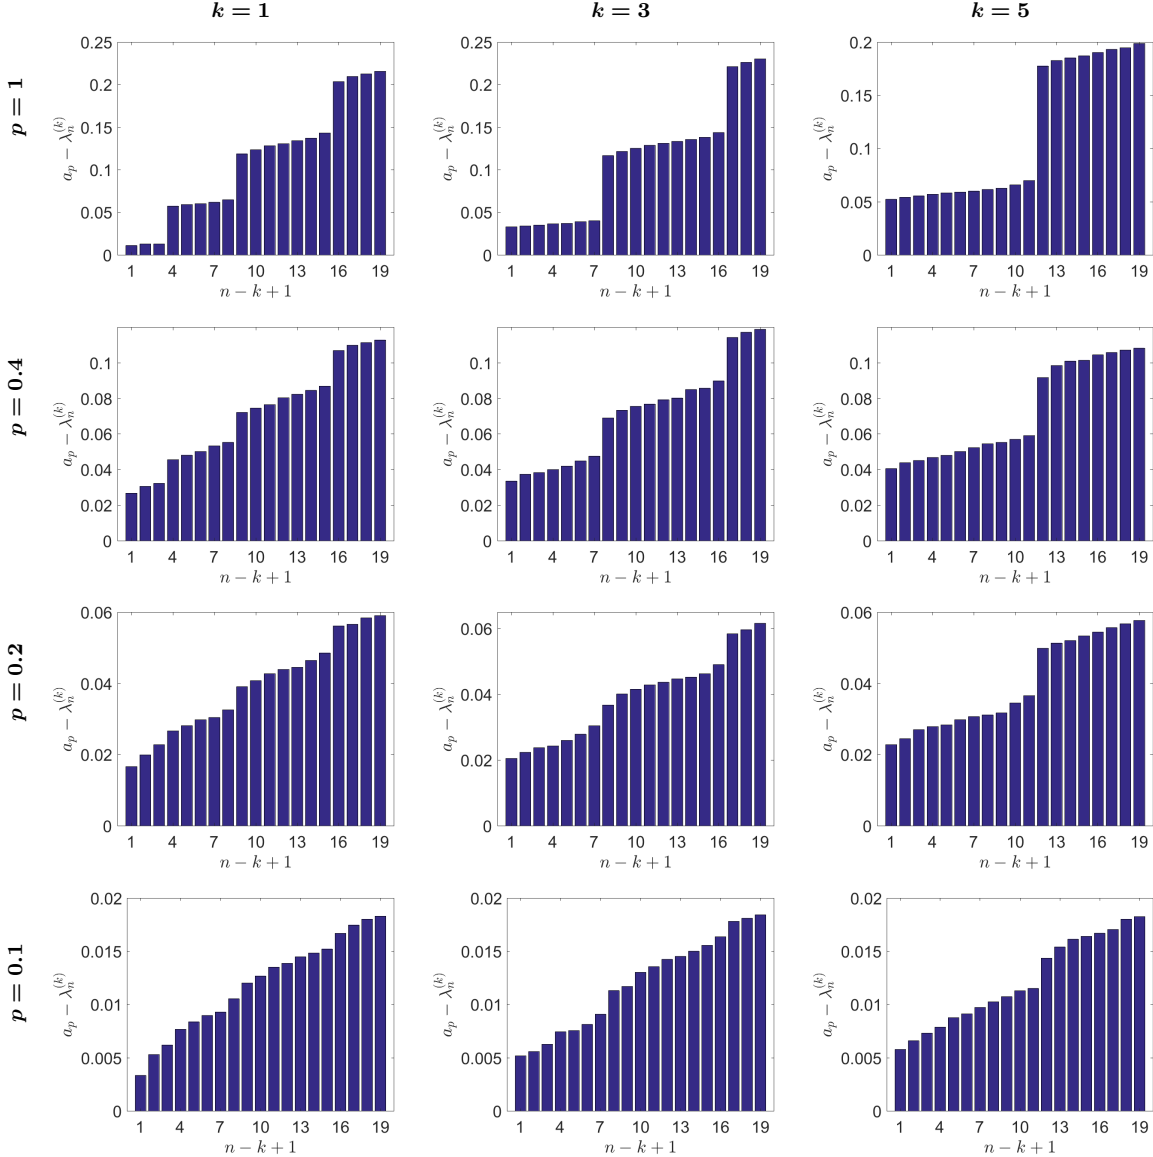 k = 1 k = 3 k = 5
p = 1
0.25 0.2 0.15 0.1 0.05 0
a_p − λ_n^(k)
1 4 7 10 13 16 19
n − k + 1
0.25 0.2 0.15 0.1 0.05 0
a_p − λ_n^(k)
1 4 7 10 13 16 19
n − k + 1
0.2 0.15 0.1 0.05 0
a_p − λ_n^(k)
1 4 7 10 13 16 19
n − k + 1
p = 0.4
0.1 0.08 0.06 0.04 0.02 0
a_p − λ_n^(k)
1 4 7 10 13 16 19
n − k + 1
0.1 0.08 0.06 0.04 0.02 0
a_p − λ_n^(k)
1 4 7 10 13 16 19
n − k + 1
0.1 0.08 0.06 0.04 0.02 0
a_p − λ_n^(k)
1 4 7 10 13 16 19
n − k + 1
p = 0.2
0.06 0.04 0.02 0
a_p − λ_n^(k)
1 4 7 10 13 16 19
n − k + 1
0.06 0.04 0.02 0
a_p − λ_n^(k)
1 4 7 10 13 16 19
n − k + 1
0.06 0.04 0.02 0
a_p − λ_n^(k)
1 4 7 10 13 16 19
n − k + 1
p = 0.1
0.02 0.015 0.01 0.005 0
a_p − λ_n^(k)
1 4 7 10 13 16 19
n − k + 1
0.02 0.015 0.01 0.005 0
a_p − λ_n^(k)
1 4 7 10 13 16 19
n − k + 1
0.02 0.015 0.01 0.005 0
a_p − λ_n^(k)
1 4 7 10 13 16 19
n − k + 1